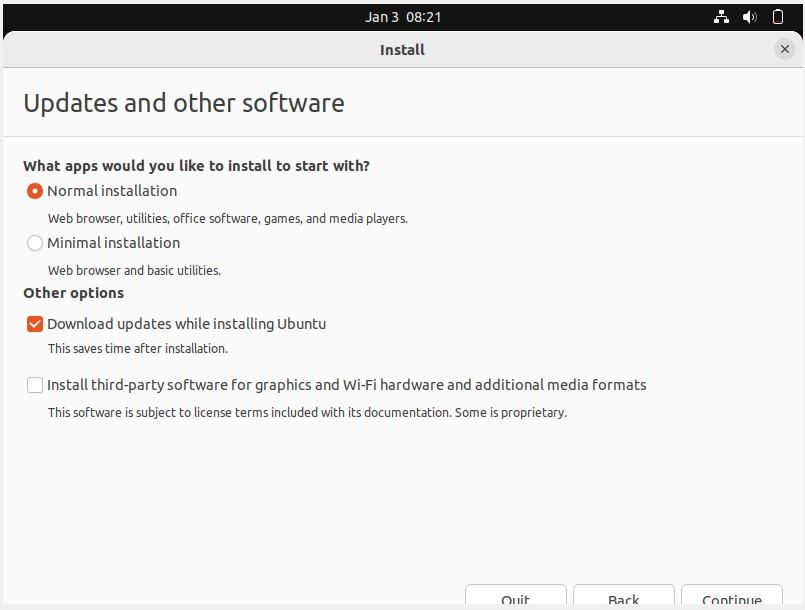 Jan 3 08:21
Install
Updates and other software
What apps would you like to install to start with?
Normal installation
Web browser, utilities, office software, games, and media players.
Minimal installation
Web browser and basic utilities.
Other options
Download updates while installing Ubuntu
This saves time after installation.
Install third-party software for graphics and Wi-Fi hardware and additional media formats
This software is subject to license terms included with its documentation. Some is proprietary.
Quit Back Continue